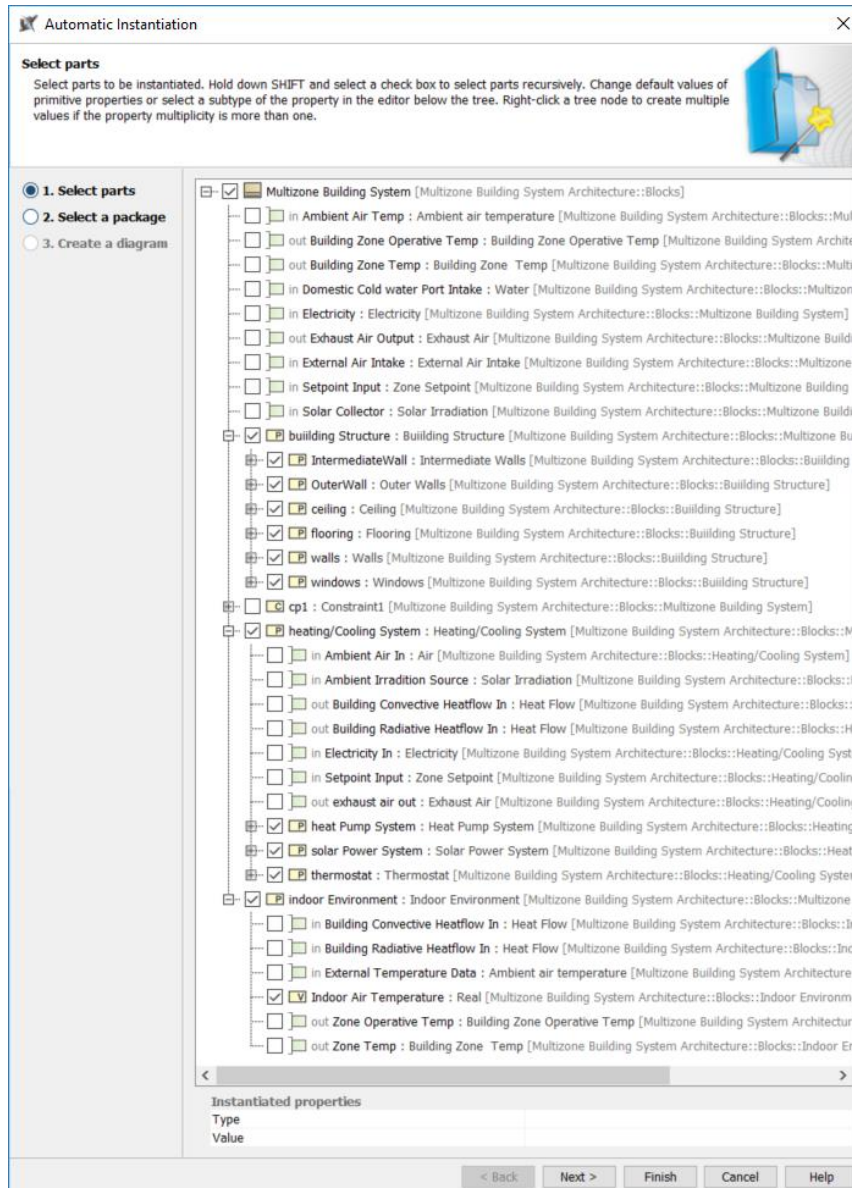 Automatic Instantiation
Select parts
Select parts to be instantiated. Hold down SHIFT and select a check box to select parts recursively. Change default values of
primitive properties or select a subtype of the property in the editor below the tree. Right-click a tree node to create multiple
values if the property multiplicity is more than one.
1. Select parts
2. Select a package
3. Create a diagram
Multizone Building System [Multizone Building System Architecture::Blocks]
in Ambient Air Temp : Ambient air temperature [Multizone Building System Architecture::Blocks::Mul
out Building Zone Operative Temp : Building Zone Operative Temp [Multizone Building System Archite
out Building Zone Temp : Building Zone  Temp [Multizone Building System Architecture::Blocks::Multi
in Domestic Cold water Port Intake : Water [Multizone Building System Architecture::Blocks::Multizon
in Electricity : Electricity [Multizone Building System Architecture::Blocks::Multizone Building System]
out Exhaust Air Output : Exhaust Air [Multizone Building System Architecture::Blocks::Multizone Buildi
in External Air Intake : External Air Intake [Multizone Building System Architecture::Blocks::Multizone
in Setpoint Input : Zone Setpoint [Multizone Building System Architecture::Blocks::Multizone Building
in Solar Collector : Solar Irradiation [Multizone Building System Architecture::Blocks::Multizone Buildi
P buiilding Structure : Buiilding Structure [Multizone Building System Architecture::Blocks::Multizone Bu
P IntermediateWall : Intermediate Walls [Multizone Building System Architecture::Blocks::Buiilding
P OuterWall : Outer Walls [Multizone Building System Architecture::Blocks::Buiilding Structure]
P ceiling : Ceiling [Multizone Building System Architecture::Blocks::Buiilding Structure]
P flooring : Flooring [Multizone Building System Architecture::Blocks::Buiilding Structure]
P walls : Walls [Multizone Building System Architecture::Blocks::Buiilding Structure]
P windows : Windows [Multizone Building System Architecture::Blocks::Buiilding Structure]
C cp1 : Constraint1 [Multizone Building System Architecture::Blocks::Multizone Building System]
P heating/Cooling System : Heating/Cooling System [Multizone Building System Architecture::Blocks::M
in Ambient Air In : Air [Multizone Building System Architecture::Blocks::Heating/Cooling System]
in Ambient Irradition Source : Solar Irradiation [Multizone Building System Architecture::Blocks::
out Building Convective Heatflow In : Heat Flow [Multizone Building System Architecture::Blocks::
out Building Radiative Heatflow In : Heat Flow [Multizone Building System Architecture::Blocks::H
in Electricity In : Electricity [Multizone Building System Architecture::Blocks::Heating/Cooling Syst
in Setpoint Input : Zone Setpoint [Multizone Building System Architecture::Blocks::Heating/Coolin
out exhaust air out : Exhaust Air [Multizone Building System Architecture::Blocks::Heating/Cooling
P heat Pump System : Heat Pump System [Multizone Building System Architecture::Blocks::Heating
P solar Power System : Solar Power System [Multizone Building System Architecture::Blocks::Heat
P thermostat : Thermostat [Multizone Building System Architecture::Blocks::Heating/Cooling Syste
P indoor Environment : Indoor Environment [Multizone Building System Architecture::Blocks::Multizone
in Building Convective Heatflow In : Heat Flow [Multizone Building System Architecture::Blocks::I
in Building Radiative Heatflow In : Heat Flow [Multizone Building System Architecture::Blocks::Ind
in External Temperature Data : Ambient air temperature [Multizone Building System Architecture
V Indoor Air Temperature : Real [Multizone Building System Architecture::Blocks::Indoor Environm
out Zone Operative Temp : Building Zone Operative Temp [Multizone Building System Architectur
out Zone Temp : Building Zone  Temp [Multizone Building System Architecture::Blocks::Indoor En
Instantiated properties
Type
Value
< Back Next > Finish Cancel Help